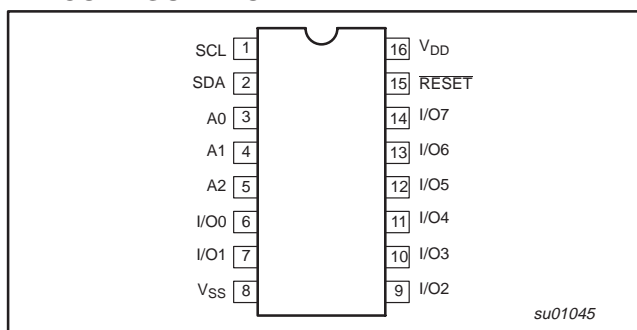 SCL 1 16 VDD
SDA 2 15 RESET
A0 3 14 I/O7
A1 4 13 I/O6
A2 5 12 I/O5
I/O0 6 11 I/O4
I/O1 7 10 I/O3
VSS 8 9 I/O2
su01045